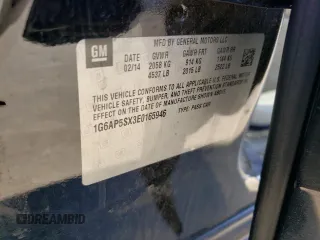 GM
MFD BY GENERAL MOTORS LLC
DATE GVWR GAWR FRT GAWR RR
02/14 2058 KG 914 KG 1144 KG
4537 LB 2015 LB 2522 LB
THIS VEHICLE CONFORMS TO ALL APPLICABLE U.S. FEDERAL MOTOR
VEHICLE SAFETY, BUMPER, AND THEFT PREVENTION STANDARDS IN
EFFECT ON THE DATE OF MANUFACTURE SHOWN ABOVE.
1G6AP5SX3E0165946 TYPE: PASS CAR
DREAMBID